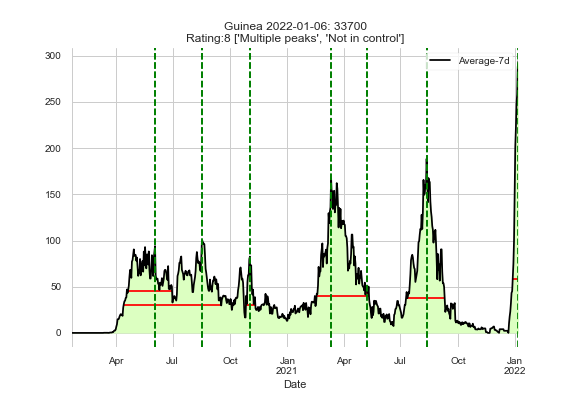 Guinea 2022-01-06: 33700
Rating:8 ['Multiple peaks', 'Not in control']
Average-7d
300
250
200
150
100
50
0
Apr Jul Oct Jan Apr Jul Oct Jan
2021 2022
Date